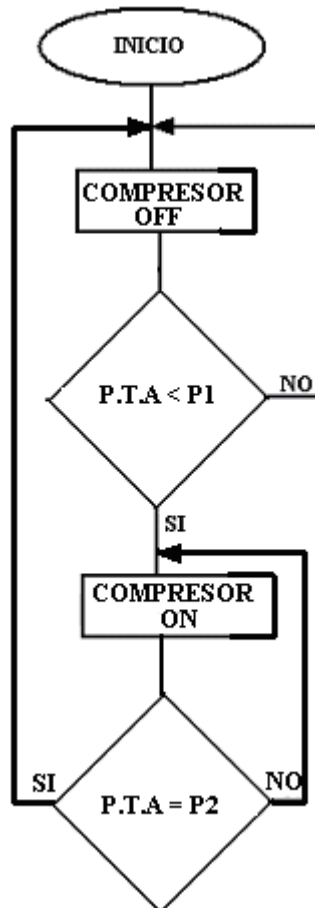 INICIO
COMPRESOR
OFF
P.T.A < P1
NO
SI
COMPRESOR
ON
SI
NO
P.T.A = P2